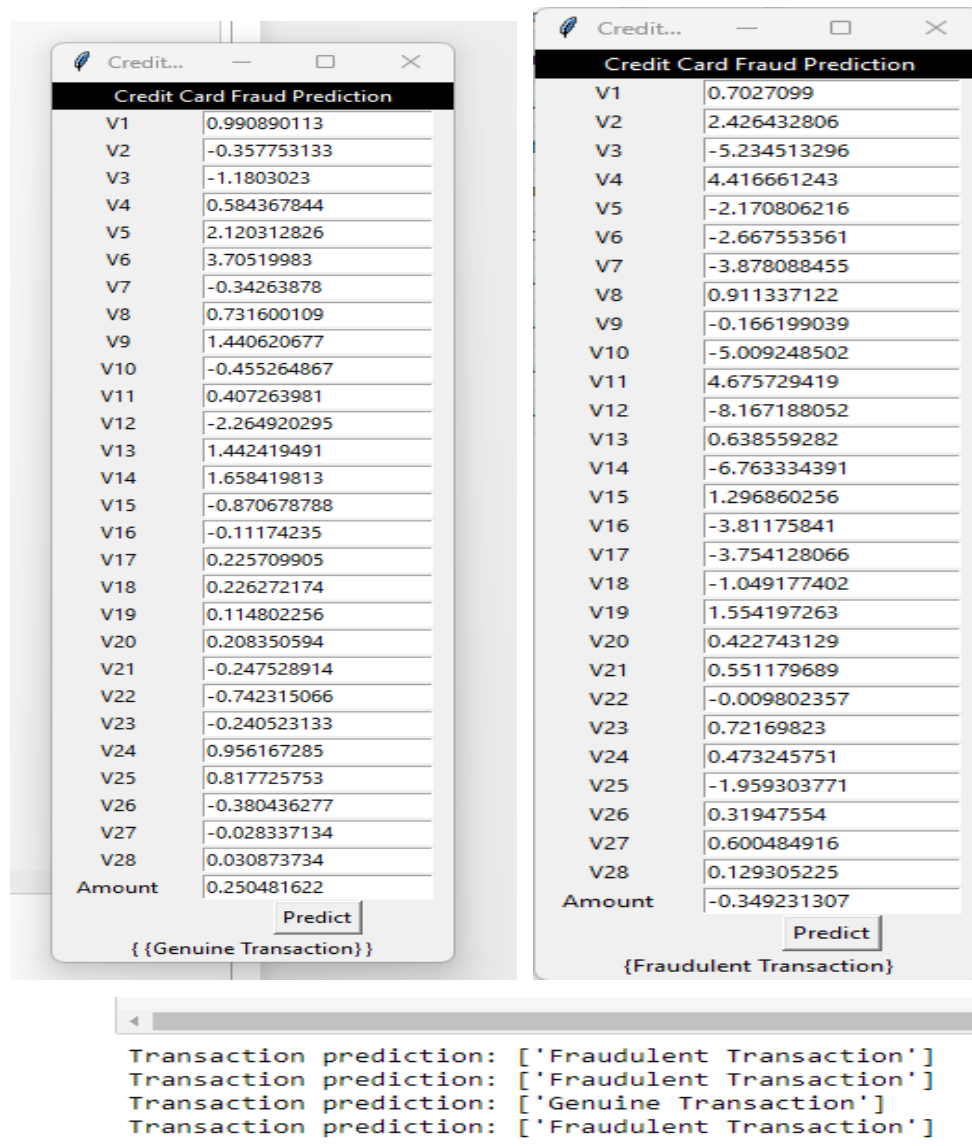 Credit...
Credit Card Fraud Prediction
V1 0.990890113
V2 -0.357753133
V3 -1.1803023
V4 0.584367844
V5 2.120312826
V6 3.70519983
V7 -0.34263878
V8 0.731600109
V9 1.440620677
V10 -0.455264867
V11 0.407263981
V12 -2.264920295
V13 1.442419491
V14 1.658419813
V15 -0.870678788
V16 -0.11174235
V17 0.225709905
V18 0.226272174
V19 0.114802256
V20 0.208350594
V21 -0.247528914
V22 -0.742315066
V23 -0.240523133
V24 0.956167285
V25 0.817725753
V26 -0.380436277
V27 -0.028337134
V28 0.030873734
Amount 0.250481622
Predict
{ {Genuine Transaction} }
Credit...
Credit Card Fraud Prediction
V1 0.7027099
V2 2.426432806
V3 -5.234513296
V4 4.416661243
V5 -2.170806216
V6 -2.667553561
V7 -3.878088455
V8 0.911337122
V9 -0.166199039
V10 -5.009248502
V11 4.675729419
V12 -8.167188052
V13 0.638559282
V14 -6.763334391
V15 1.296860256
V16 -3.81175841
V17 -3.754128066
V18 -1.049177402
V19 1.554197263
V20 0.422743129
V21 0.551179689
V22 -0.009802357
V23 0.72169823
V24 0.473245751
V25 -1.959303771
V26 0.31947554
V27 0.600484916
V28 0.129305225
Amount -0.349231307
Predict
{Fraudulent Transaction}
Transaction prediction: ['Fraudulent Transaction']
Transaction prediction: ['Fraudulent Transaction']
Transaction prediction: ['Genuine Transaction']
Transaction prediction: ['Fraudulent Transaction']